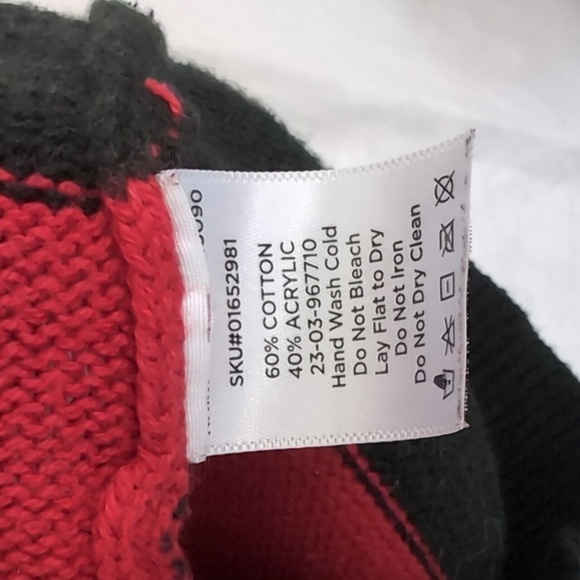 SKU#01652981
60% COTTON
40% ACRYLIC
23-03-967710
Hand Wash Cold
Do Not Bleach
Lay Flat to Dry
Do Not Iron
Do Not Dry Clean